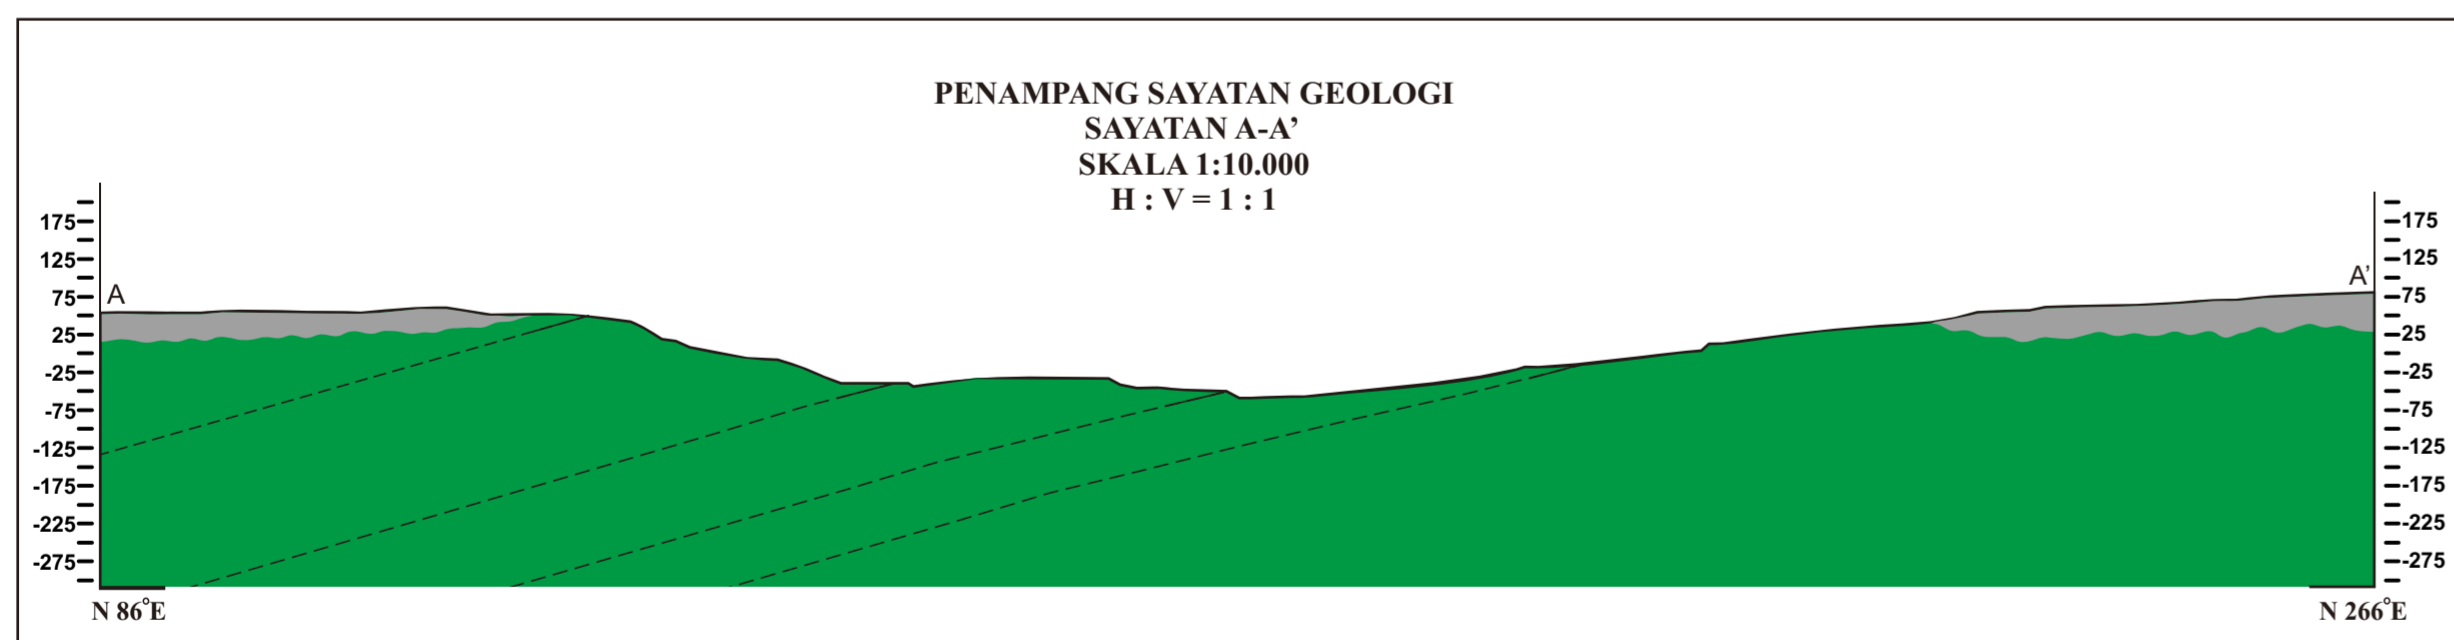 PENAMPANG SAYATAN GEOLOGI
SAYATAN A-A’
SKALA 1:10.000
H : V = 1 : 1
175
125
75
25
-25
-75
-125
-175
-225
-275
A
A’
-175
-125
-75
-25
-25
-75
-125
-175
-225
-275
N 86°E
N 266°E